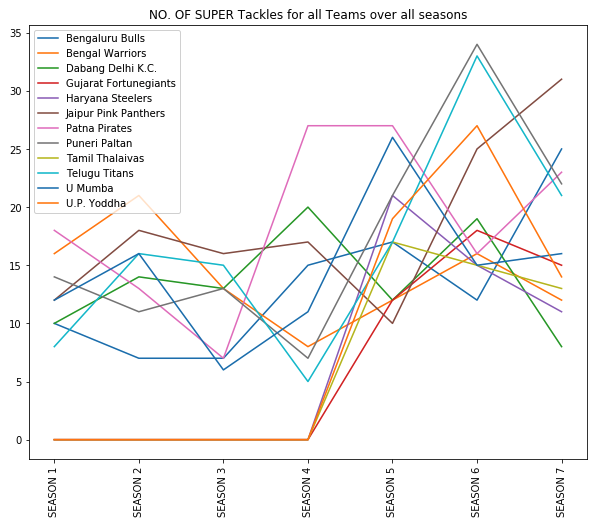 NO. OF SUPER Tackles for all Teams over all seasons
35
30
25
20
15
10
5
0
Bengaluru Bulls
Bengal Warriors
Dabang Delhi K.C.
Gujarat Fortunegiants
Haryana Steelers
Jaipur Pink Panthers
Patna Pirates
Puneri Paltan
Tamil Thalaivas
Telugu Titans
U Mumba
U.P. Yoddha
SEASON 1
SEASON 2
SEASON 3
SEASON 4
SEASON 5
SEASON 6
SEASON 7